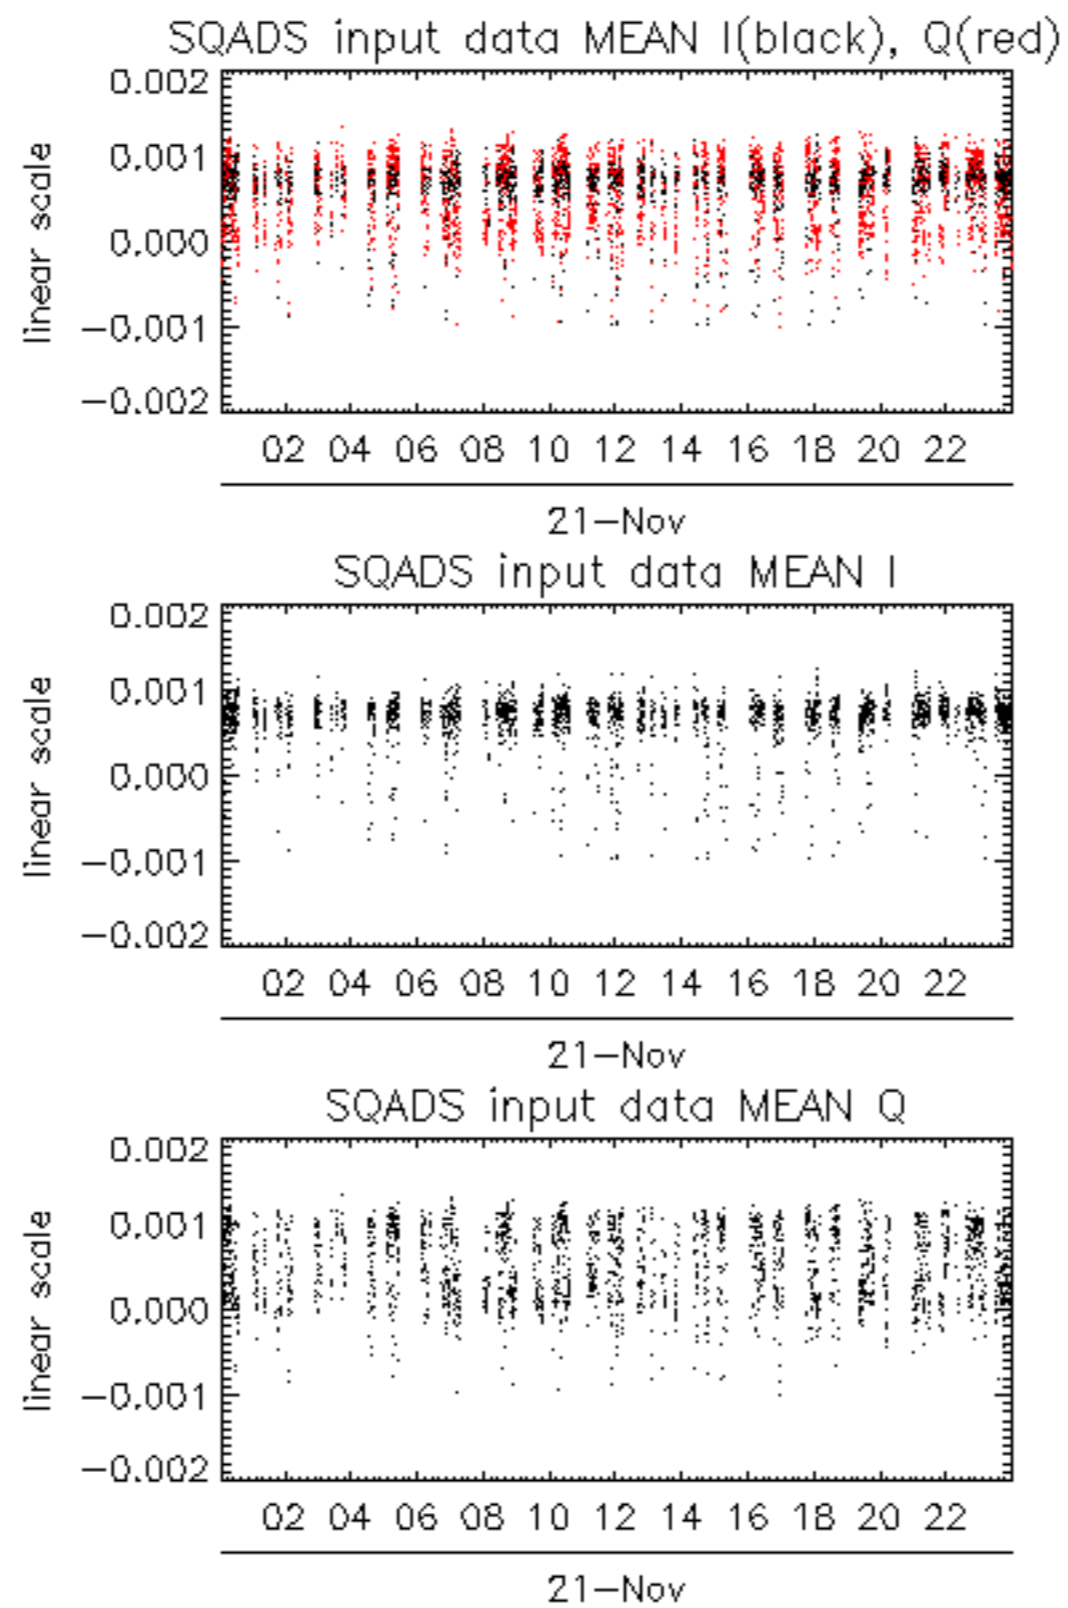 SQADS input data MEAN I(black), Q(red)
0.002
0.001
0.000
−0.001
−0.002
linear scale
02 04 06 08 10 12 14 16 18 20 22
21−Nov
SQADS input data MEAN I
0.002
0.001
0.000
−0.001
−0.002
linear scale
02 04 06 08 10 12 14 16 18 20 22
21−Nov
SQADS input data MEAN Q
0.002
0.001
0.000
−0.001
−0.002
linear scale
02 04 06 08 10 12 14 16 18 20 22
21−Nov